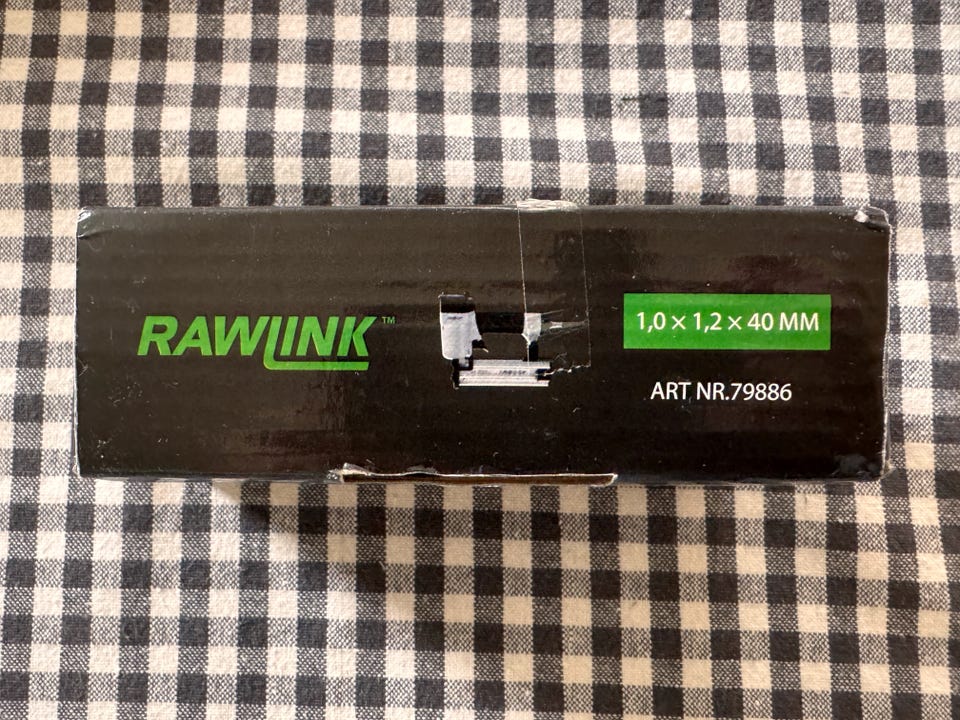 RAWLINK™
1,0 × 1,2 × 40 MM
ART NR.79886